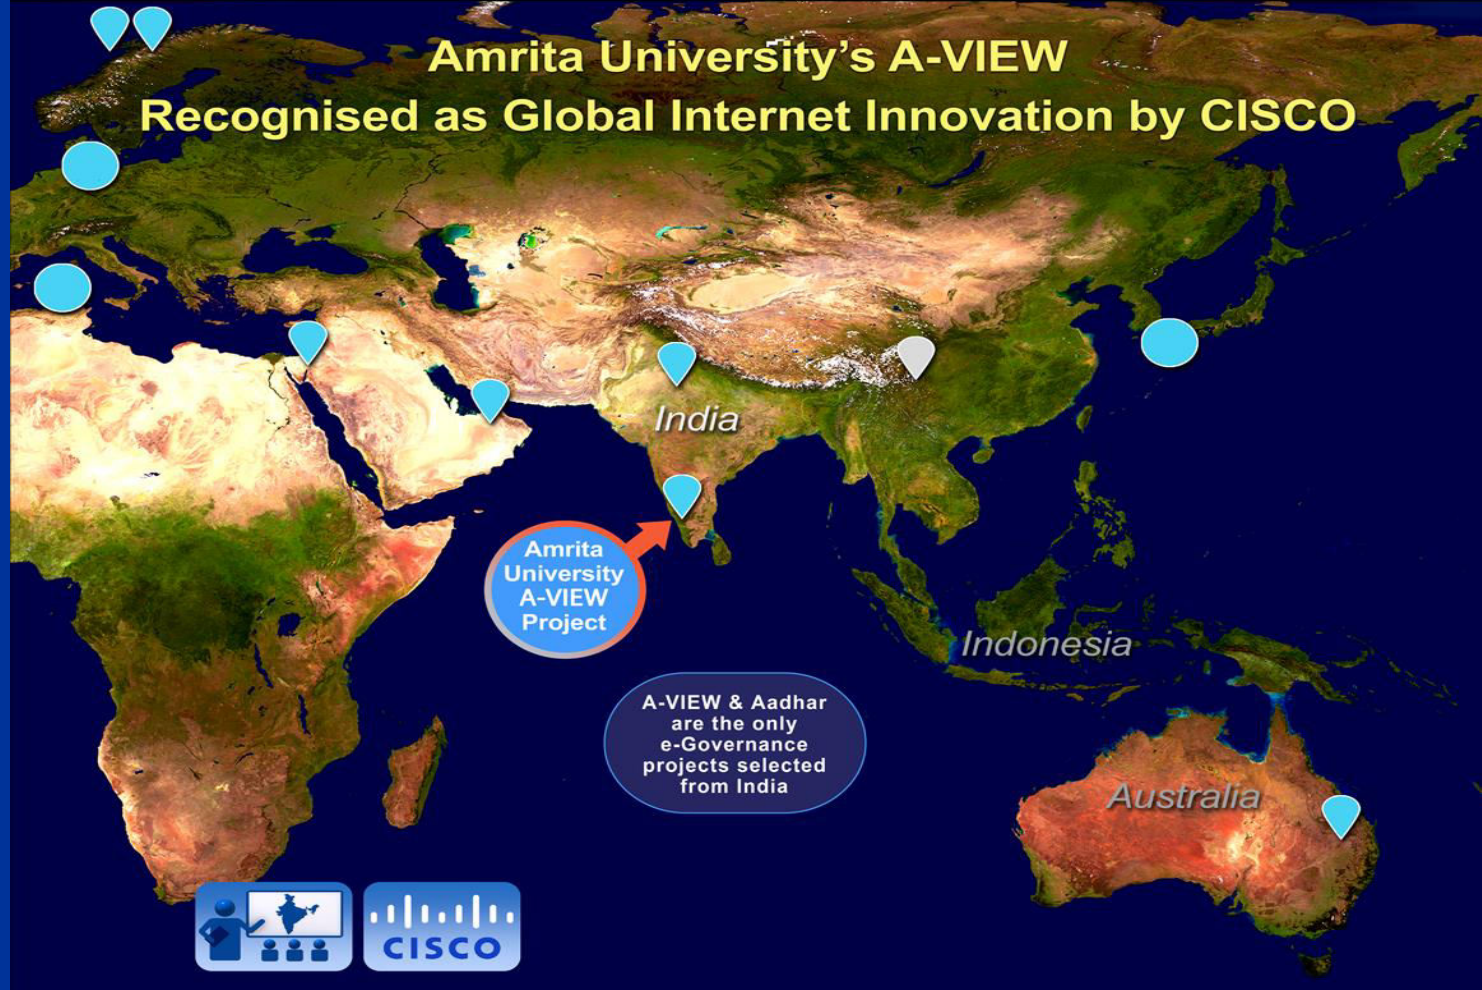 Amrita University's A-VIEW
Recognised as Global Internet Innovation by CISCO
India
Amrita
University
A-VIEW
Project
Indonesia
A-VIEW & Aadhar
are the only
e-Governance
projects selected
from India
Australia
CISCO